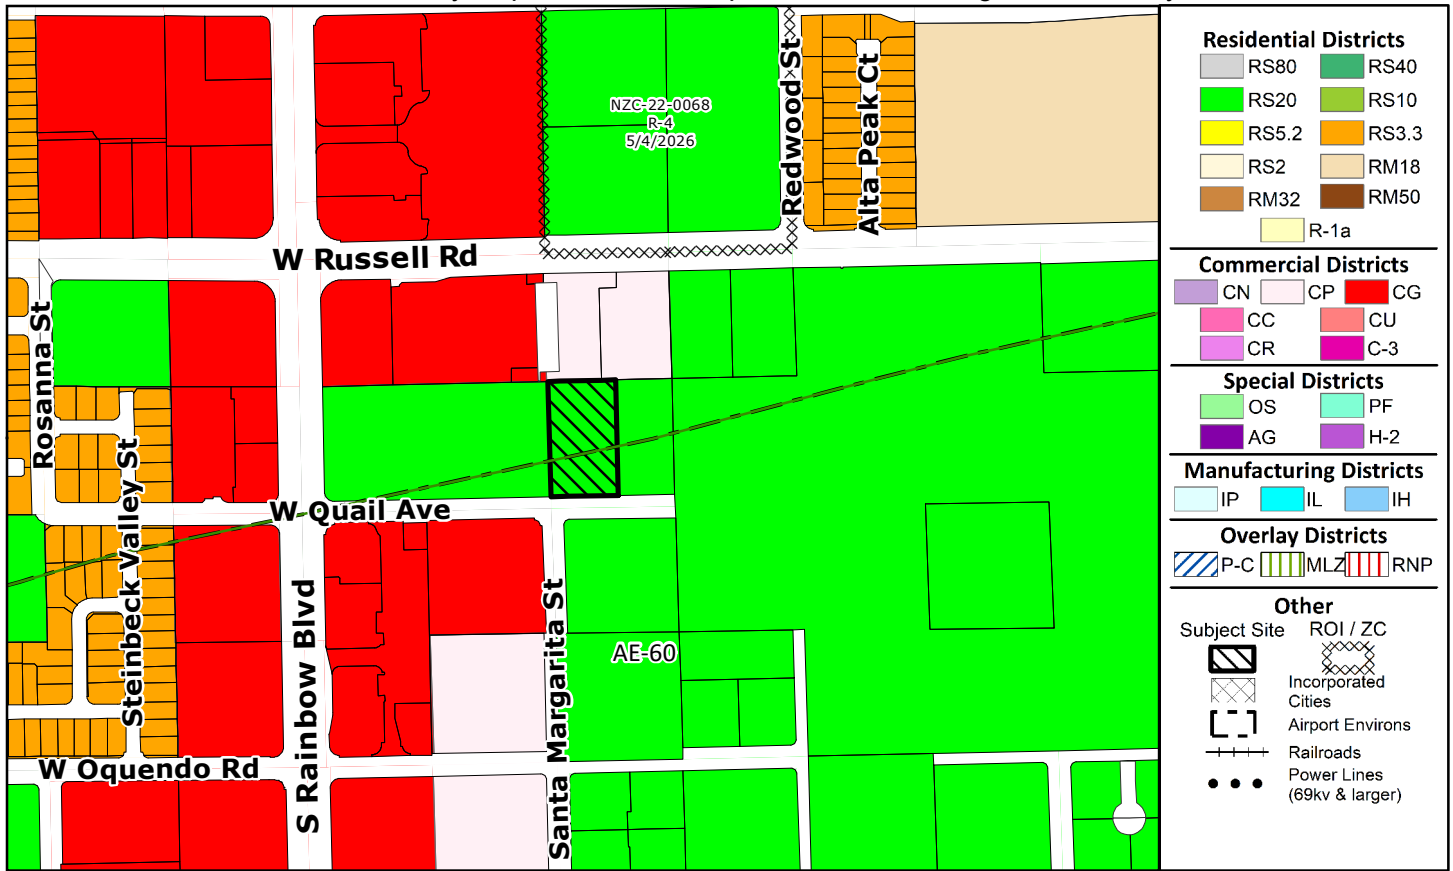 NZC-22-0068
R-4
5/4/2026
Redwood St
Alta Peak Ct
W Russell Rd
Rosanna St
Steinbeck Valley St
W Quail Ave
S Rainbow Blvd
Santa Margarita St
AE-60
W Oquendo Rd
Residential Districts
RS80 RS40
RS20 RS10
RS5.2 RS3.3
RS2 RM18
RM32 RM50
R-1a
Commercial Districts
CN CP CG
CC CU
CR C-3
Special Districts
OS PF
AG H-2
Manufacturing Districts
IP IL IH
Overlay Districts
P-C MLZ RNP
Other
Subject Site ROI / ZC
Incorporated
Cities
Airport Environs
Railroads
Power Lines
(69kv & larger)